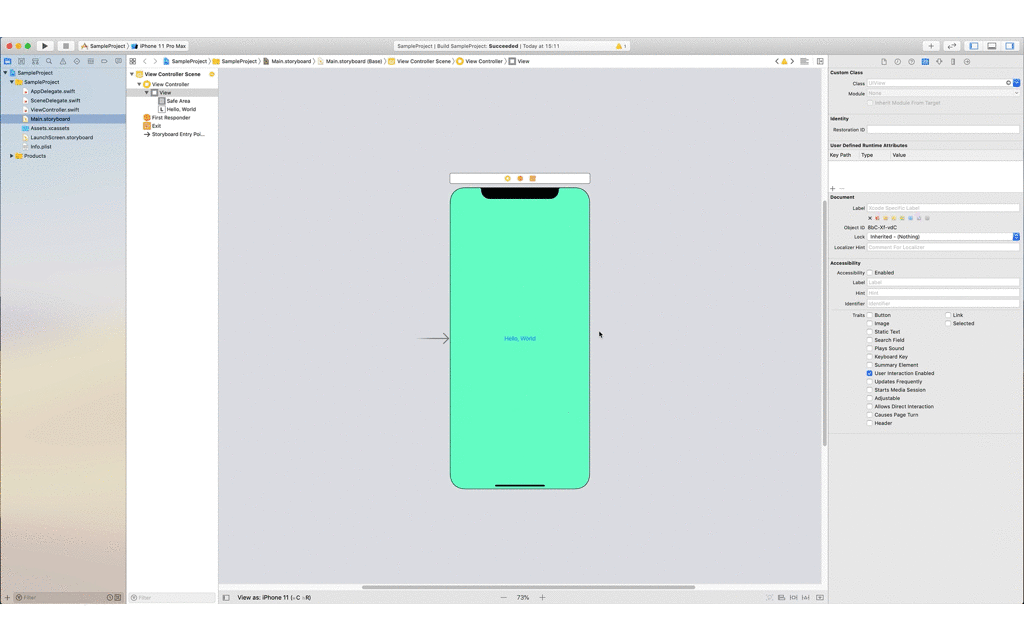 SampleProject iPhone 11 Pro Max
SampleProject | Build SampleProject: Succeeded | Today at 15:11
1
SampleProject
SampleProject
AppDelegate.swift
SceneDelegate.swift
ViewController.swift
Main.storyboard
Assets.xcassets
LaunchScreen.storyboard
Info.plist
Products
Filter
SampleProject SampleProject Main.storyboard Main.storyboard (Base) View Controller Scene View Controller View
View Controller Scene
View Controller
View
Safe Area
L Hello, World
First Responder
Exit
Storyboard Entry Poi...
Filter
Hello, World
View as: iPhone 11 (
C
R)
73%
Custom Class
Class UIView
Module None
Inherit Module From Target
Identity
Restoration ID
User Defined Runtime Attributes
Key Path Type Value
Document
Label Xcode Specific Label
Object ID
Lock Inherited - (Nothing)
Localizer Hint Comment For Localizer
Accessibility
Accessibility Enabled
Label Label
Hint Hint
Identifier Identifier
Traits Button Link
Image Selected
Static Text
Search Field
Plays Sound
Keyboard Key
Summary Element
User Interaction Enabled
Updates Frequently
Starts Media Session
Adjustable
Allows Direct Interaction
Causes Page Turn
Header